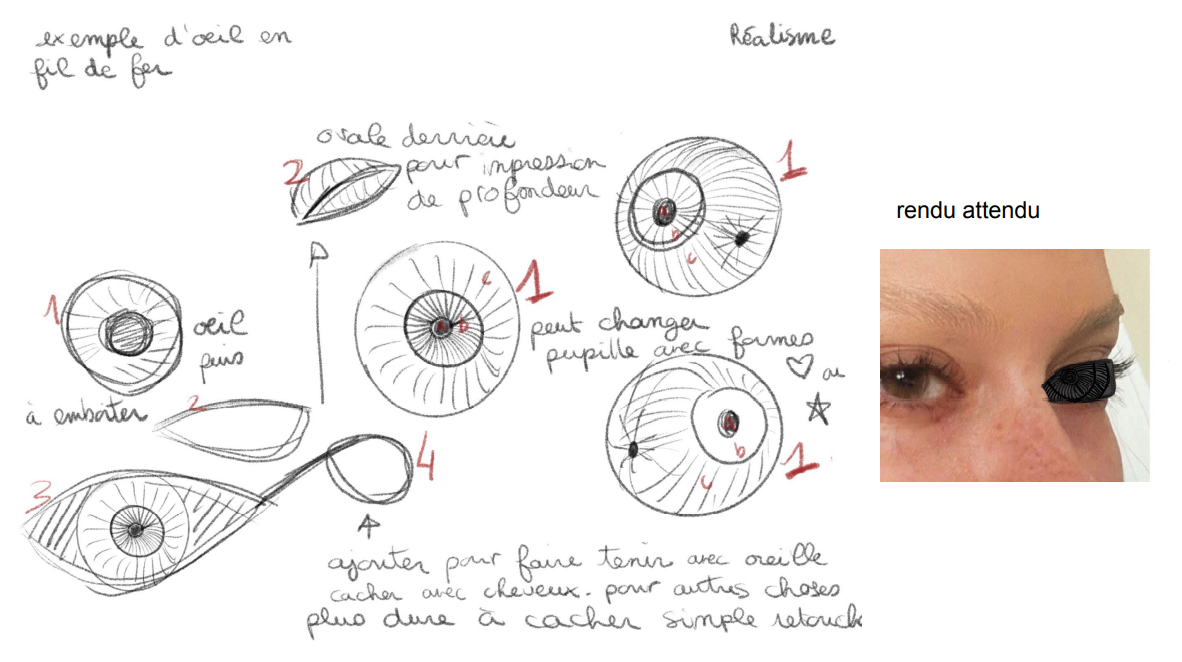 exemple d'oeil en
fil de fer
Réalisme
ovale derrière
2 pour impression
de profondeur
1
A
b
c
rendu attendu
1
oeil
puis
à emboîter
2
c
1
A b
peut changer
pupille avec formes
ou
A
b
c
1
3
4
ajouter pour faire tenir avec oreille
cacher avec cheveux. pour autres choses
plus dure à cacher simple retouch